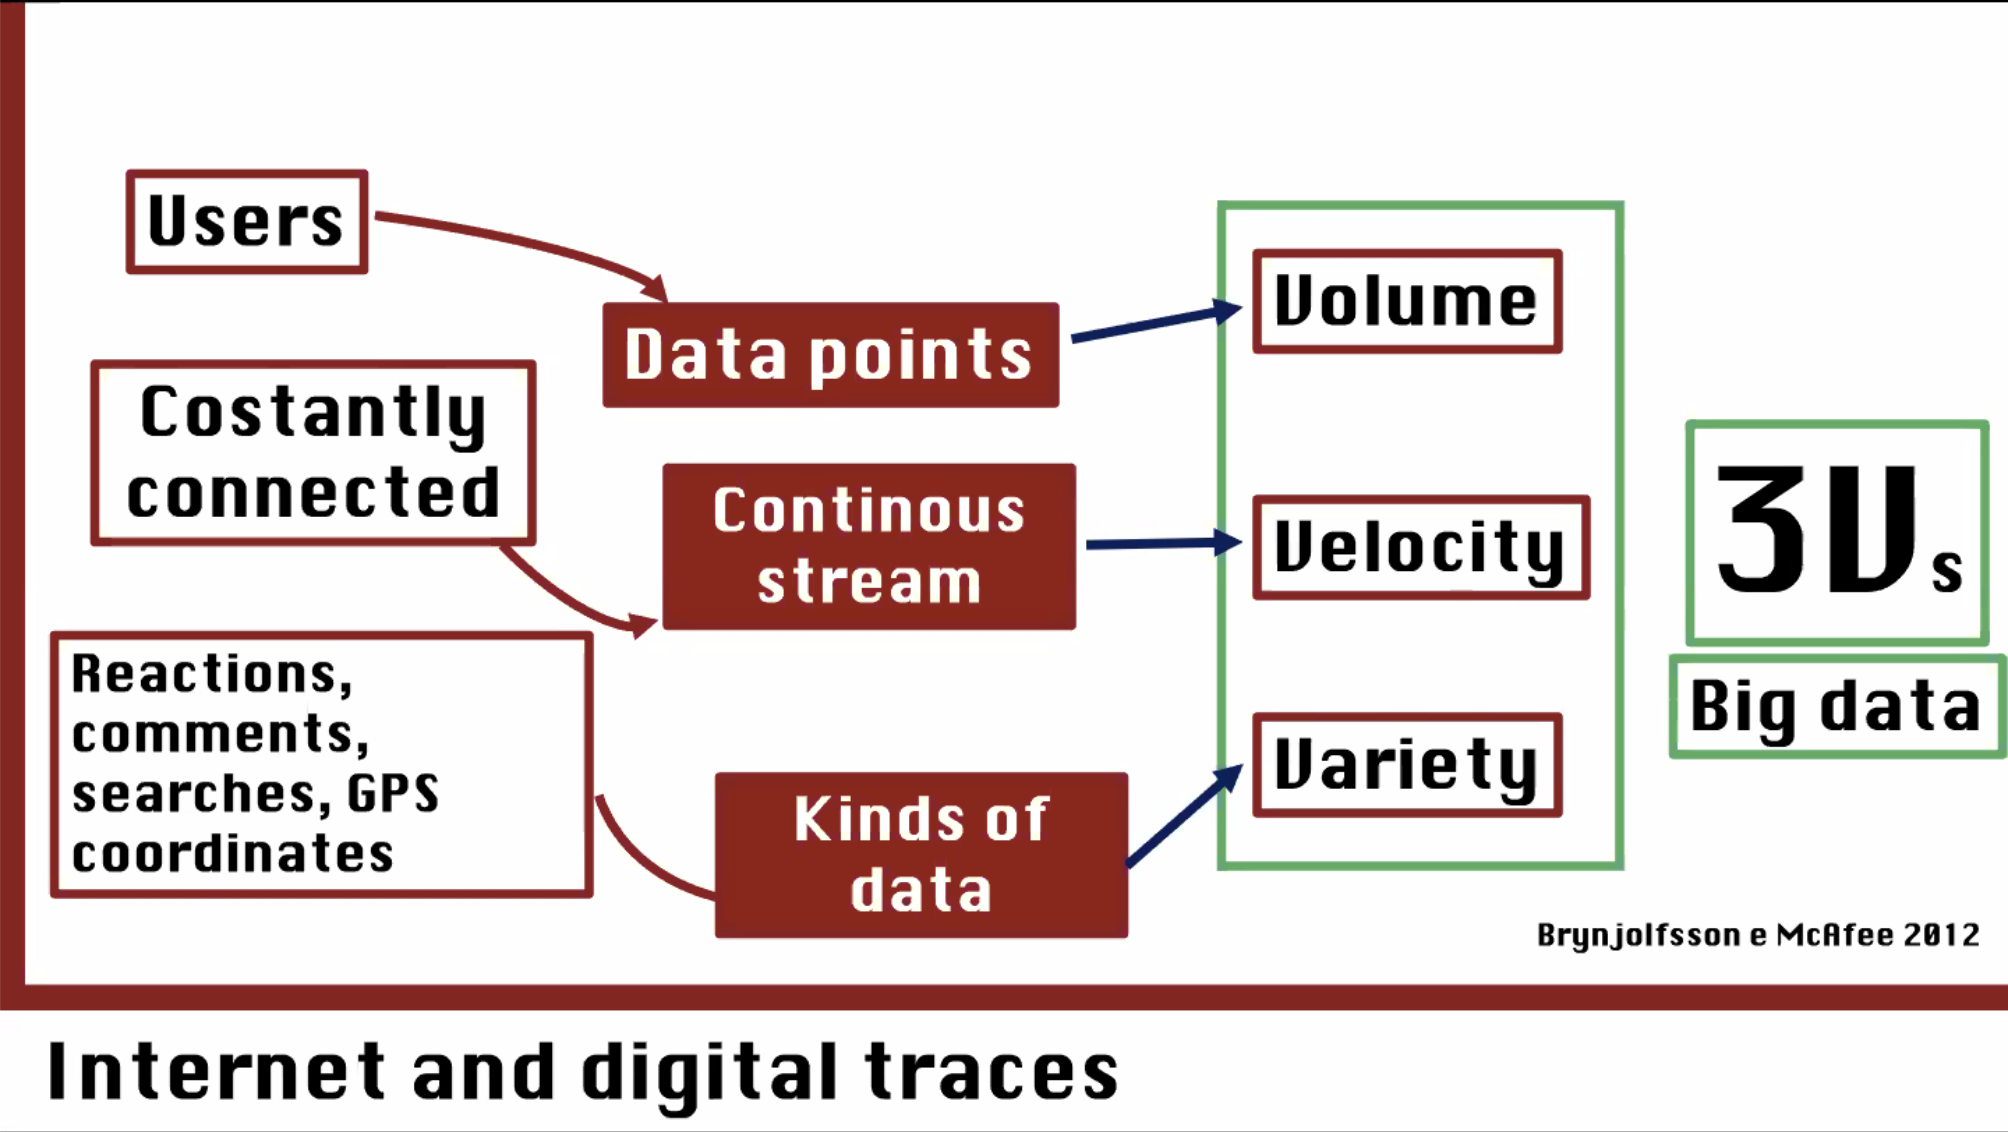 Users
Data points
Volume
Costantly
connected
Continous
stream
Velocity
3Vs
Big data
Reactions,
comments,
searches, GPS
coordinates
Kinds of
data
Variety
Brynjolfsson e McAfee 2012
Internet and digital traces